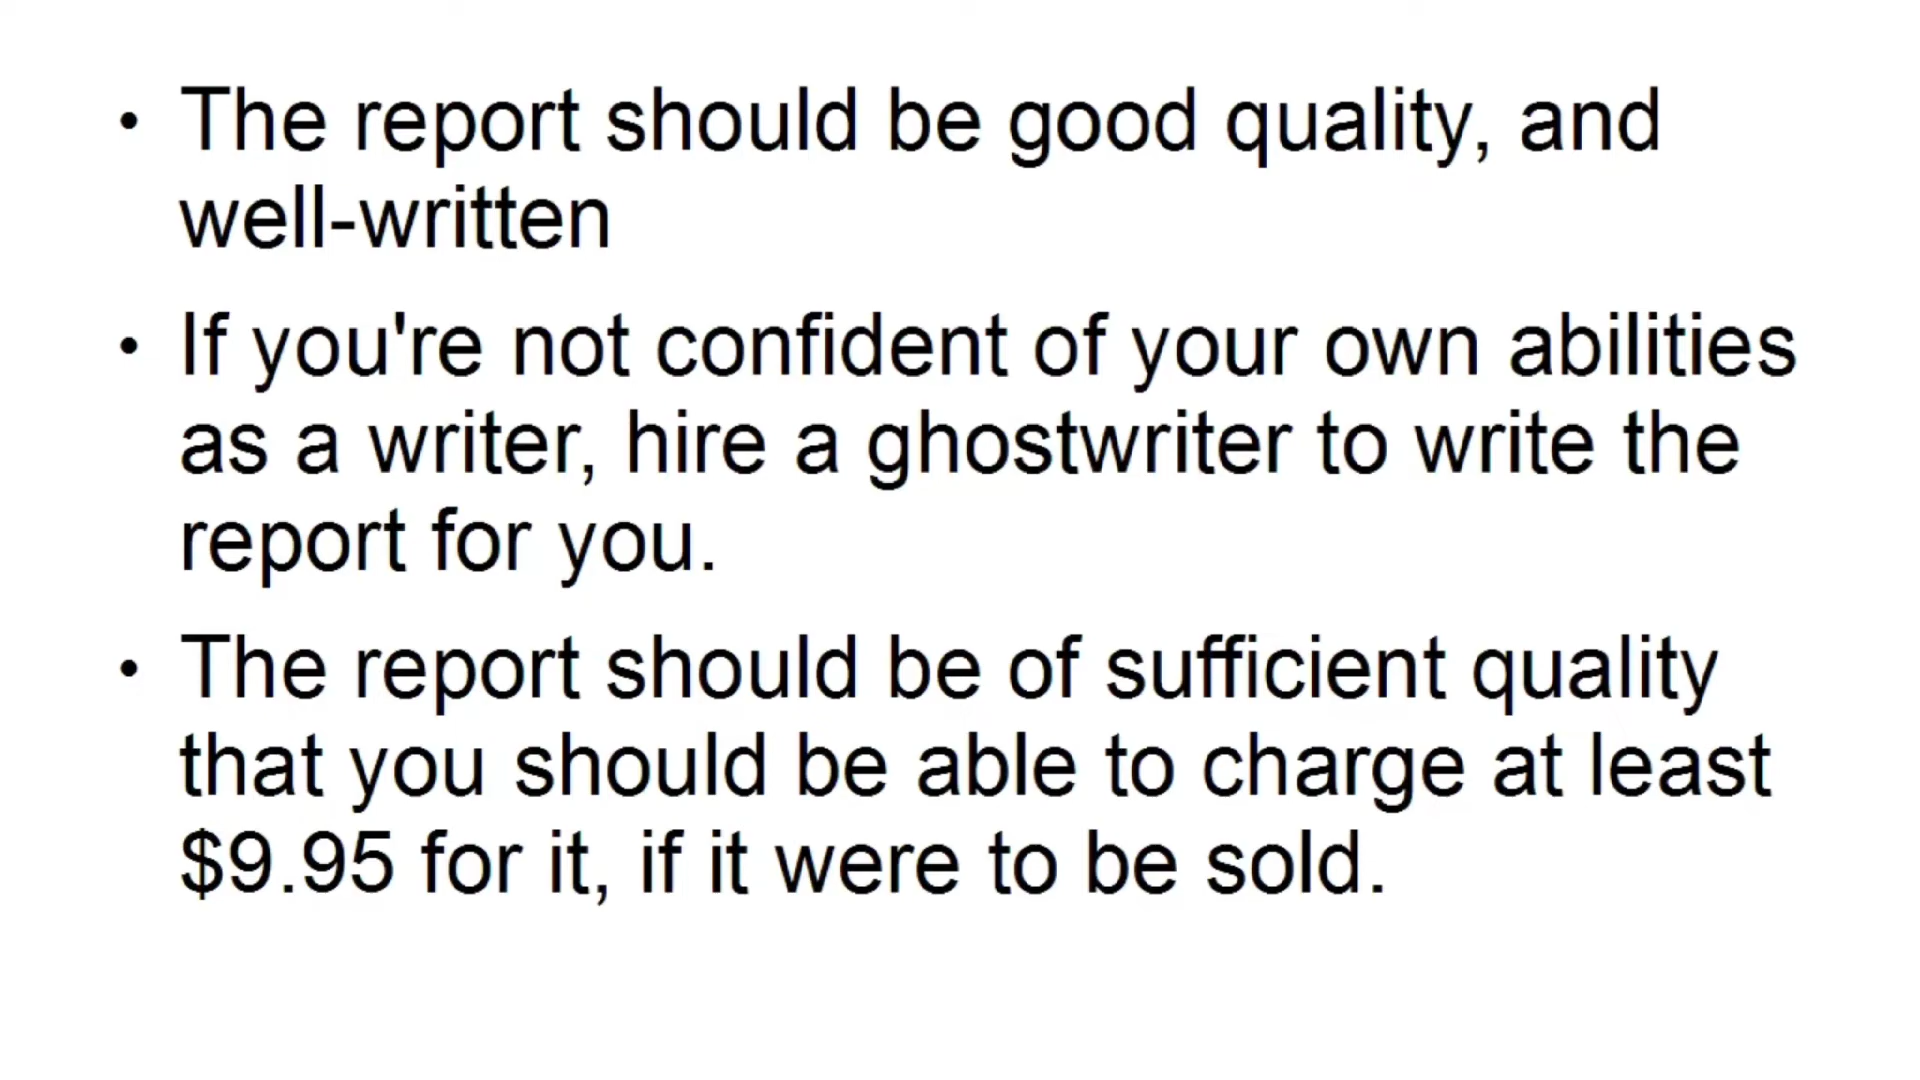 • The report should be good quality, and
well-written
• If you're not confident of your own abilities
as a writer, hire a ghostwriter to write the
report for you.
• The report should be of sufficient quality
that you should be able to charge at least
$9.95 for it, if it were to be sold.